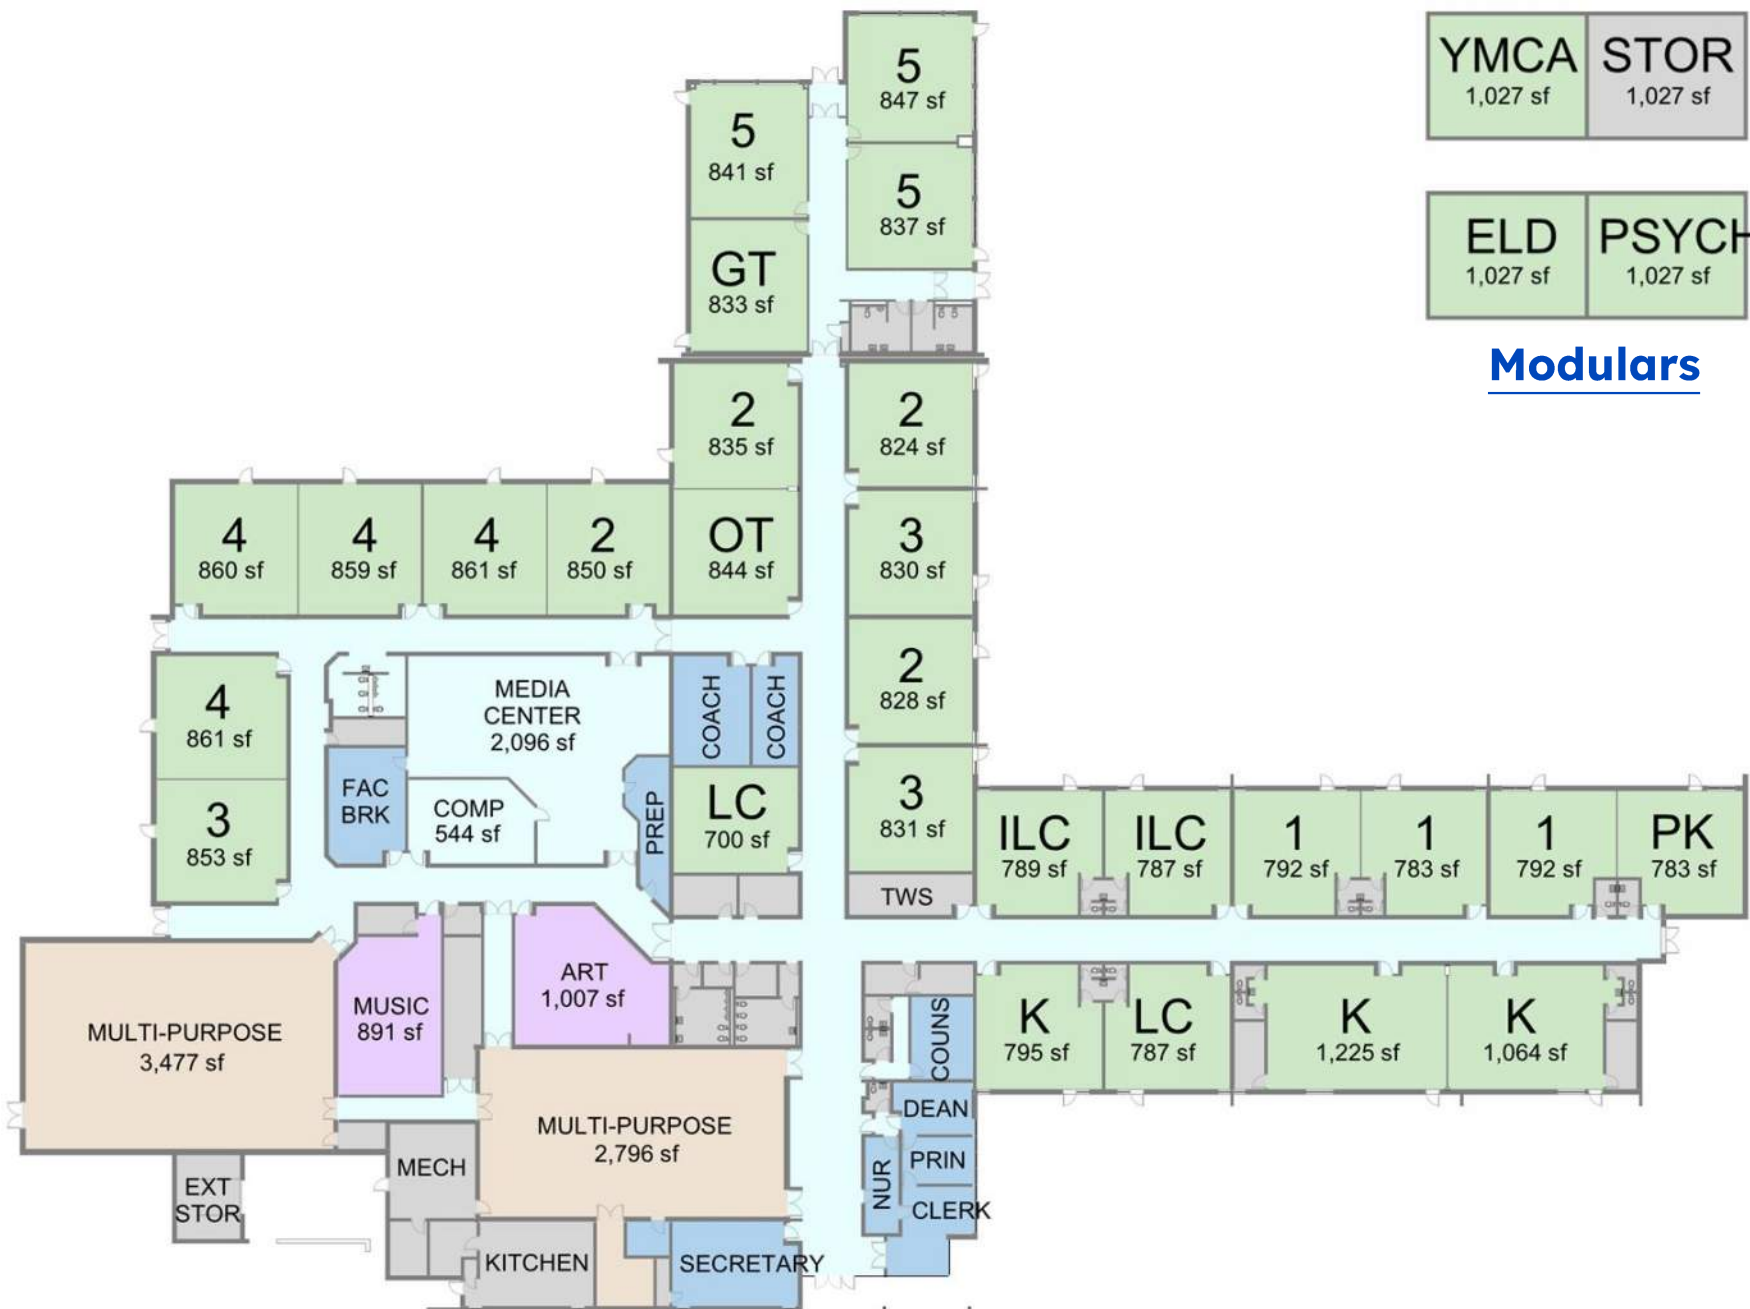 5
847 sf
YMCA
1,027 sf
STOR
1,027 sf
5
841 sf
5
837 sf
ELD
1,027 sf
PSYCH
1,027 sf
GT
833 sf
Modulars
2
835 sf
2
824 sf
4
860 sf
4
859 sf
4
861 sf
2
850 sf
OT
844 sf
3
830 sf
4
861 sf
MEDIA
CENTER
2,096 sf
COACH
COACH
2
828 sf
3
853 sf
FAC
BRK
COMP
544 sf
PREP
LC
700 sf
3
831 sf
TWS
ILC
789 sf
ILC
787 sf
1
792 sf
1
783 sf
1
792 sf
PK
783 sf
MULTI-PURPOSE
3,477 sf
MUSIC
891 sf
ART
1,007 sf
COUNS
K
795 sf
LC
787 sf
K
1,225 sf
K
1,064 sf
MULTI-PURPOSE
2,796 sf
DEAN
PRIN
NUR
CLERK
EXT
STOR
MECH
KITCHEN
SECRETARY